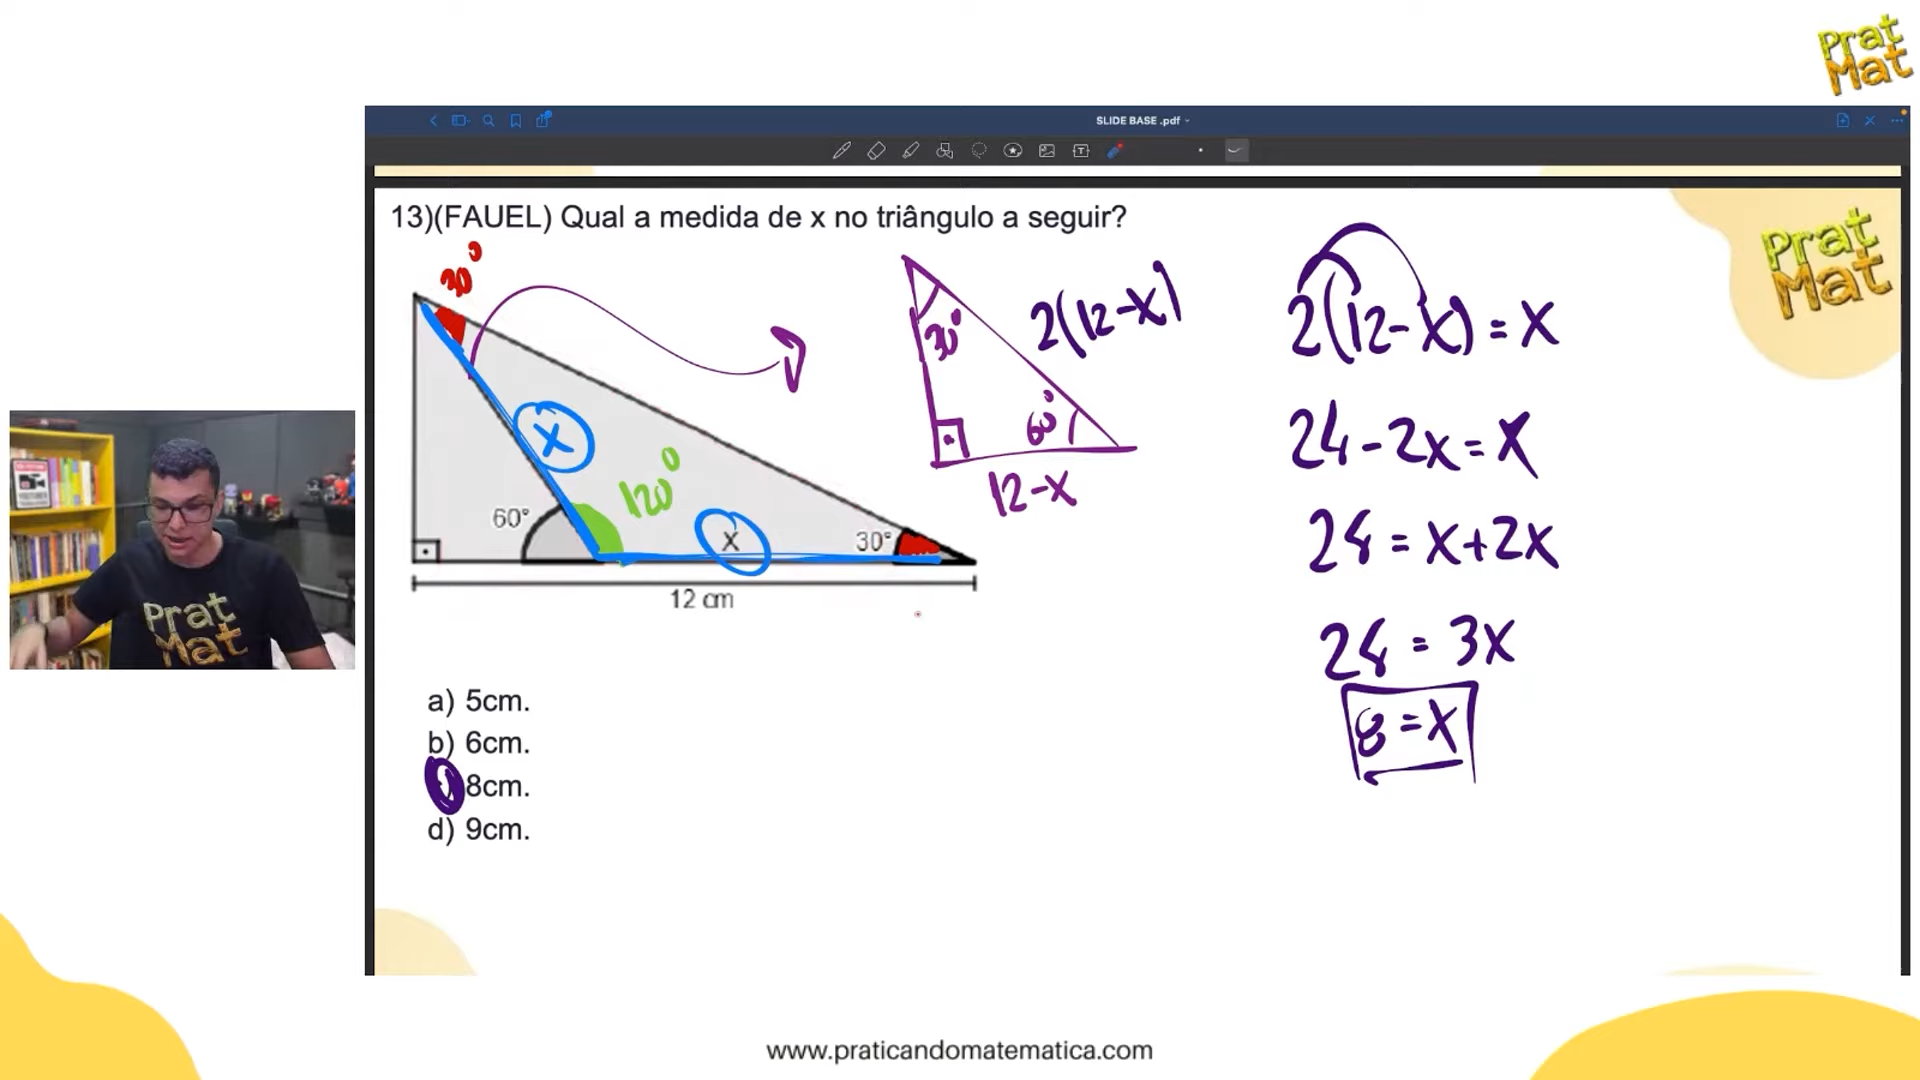 Prat
Mat
SLIDE BASE .pdf
13)(FAUEL) Qual a medida de x no triângulo a seguir?
Prat
Mat
30°
2(12-x)
2(12-x)=x
30°
x
24-2x=x
60°
120°
12-x
60°
x
30°
24=x+2x
12 cm
Prat
Mat
24=3x
a) 5cm.
8=x
b) 6cm.
8cm.
d) 9cm.
www.praticandomatematica.com